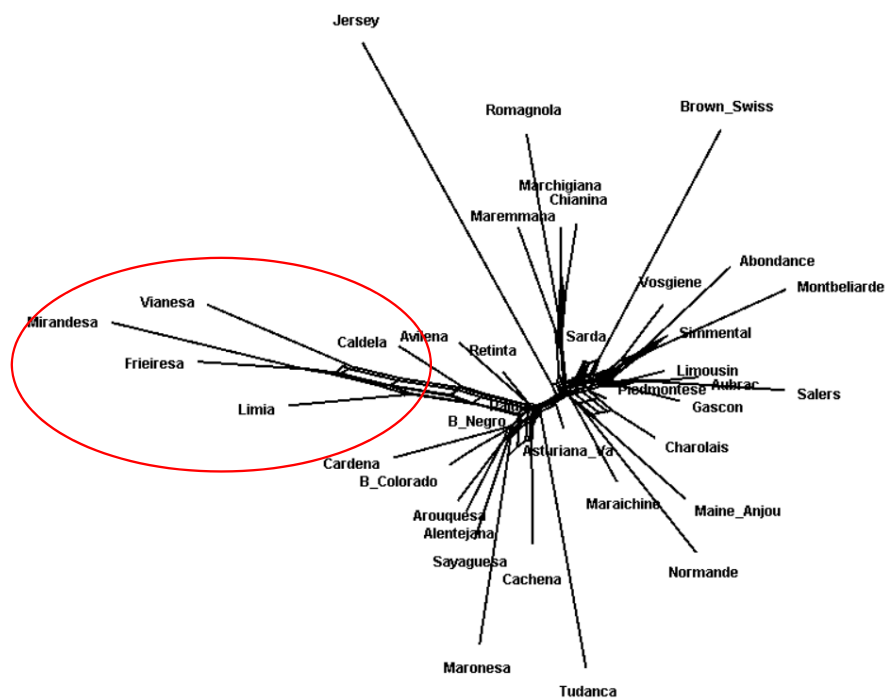 Jersey
Romagnola
Brown_Swiss
Marchigiana
Chianina
Maremmana
Abondance
Vosgiene
Montbeliarde
Vianesa
Mirandesa
Caldela
Avilena
Sarda
Simmental
Retinta
Frieiresa
Limousin
Piedmontese
Aubrac
Salers
Limia
Gascon
B_Negro
Asturiana_Va
Charolais
Cardena
B_Colorado
Maraichine
Maine_Anjou
Arouquesa
Alentejana
Sayaguesa
Cachena
Normande
Maronesa
Tudanca